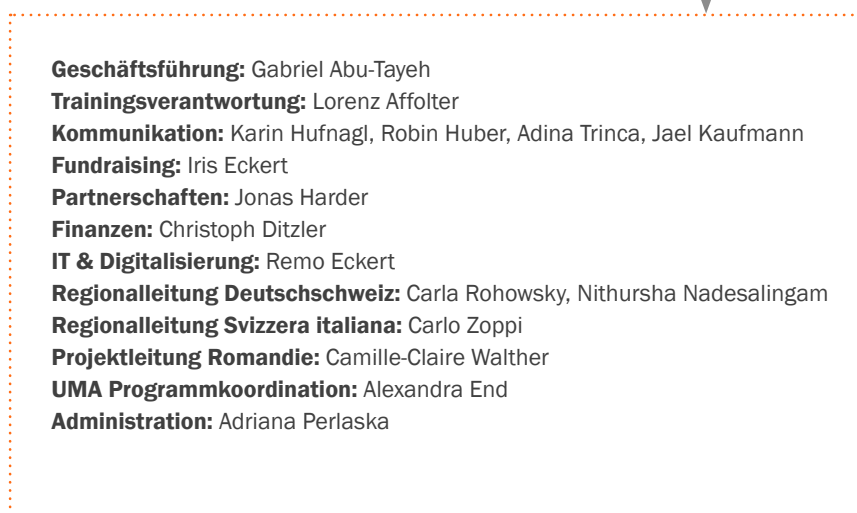 Geschäftsführung: Gabriel Abu-Tayeh
Trainingsverantwortung: Lorenz Affolter
Kommunikation: Karin Hufnagl, Robin Huber, Adina Trinca, Jael Kaufmann
Fundraising: Iris Eckert
Partnerschaften: Jonas Harder
Finanzen: Christoph Ditzler
IT & Digitalisierung: Remo Eckert
Regionalleitung Deutschschweiz: Carla Rohowsky, Nithursha Nadesalingam
Regionalleitung Svizzera italiana: Carlo Zoppi
Projektleitung Romandie: Camille-Claire Walther
UMA Programmkoordination: Alexandra End
Administration: Adriana Perlaska